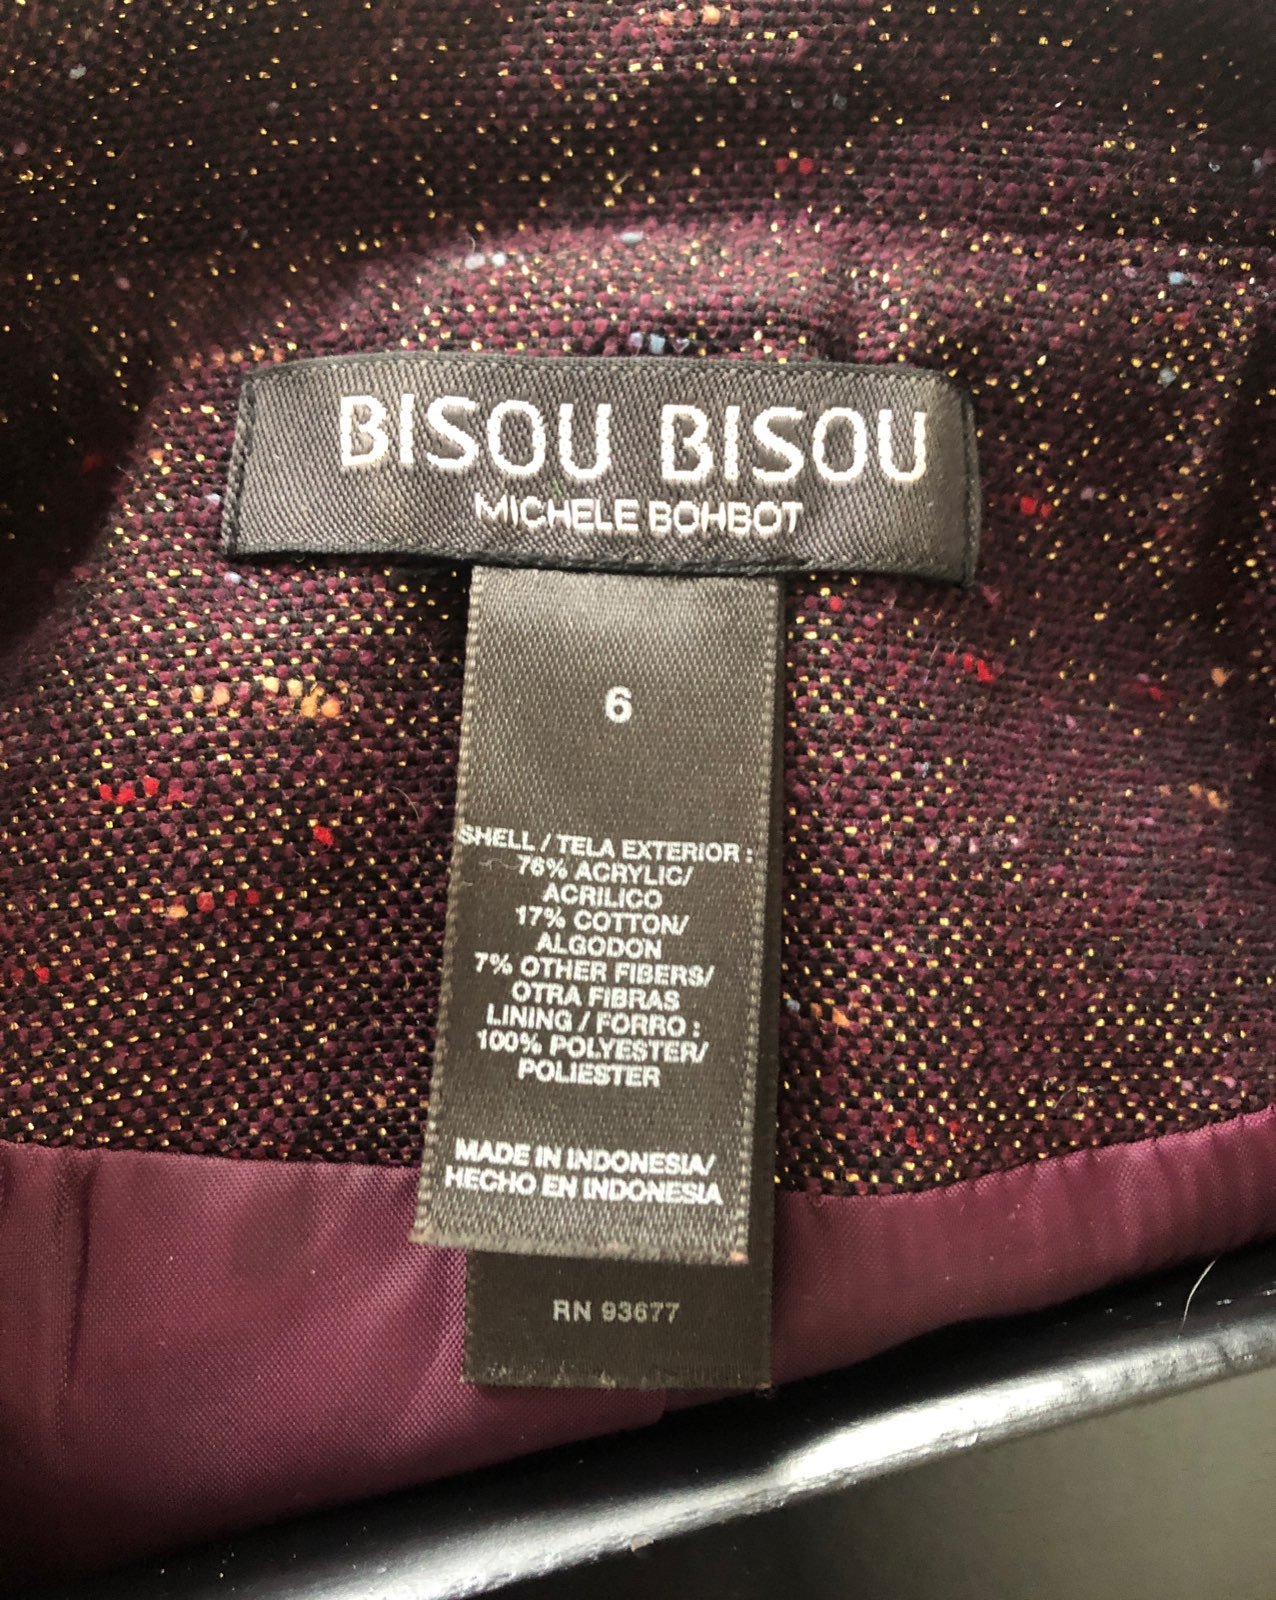 BISOU BISOU
MICHELE BOHBOT
6
SHELL / TELA EXTERIOR :
76% ACRYLIC/
ACRILICO
17% COTTON/
ALGODON
7% OTHER FIBERS/
OTRA FIBRAS
LINING / FORRO :
100% POLYESTER/
POLIESTER
MADE IN INDONESIA/
HECHO EN INDONESIA
RN 93677